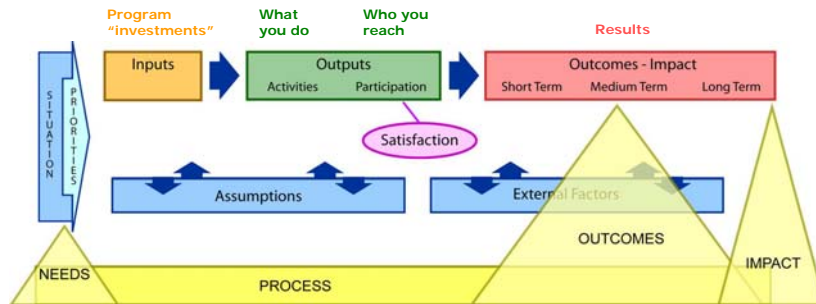 Program
“investments”
What
you do
Who you
reach
Results
SITUATION
PRIORITIES
Inputs
Outputs
Activities Participation
Outcomes - Impact
Short Term Medium Term Long Term
Satisfaction
Assumptions
External Factors
NEEDS
PROCESS
OUTCOMES
IMPACT